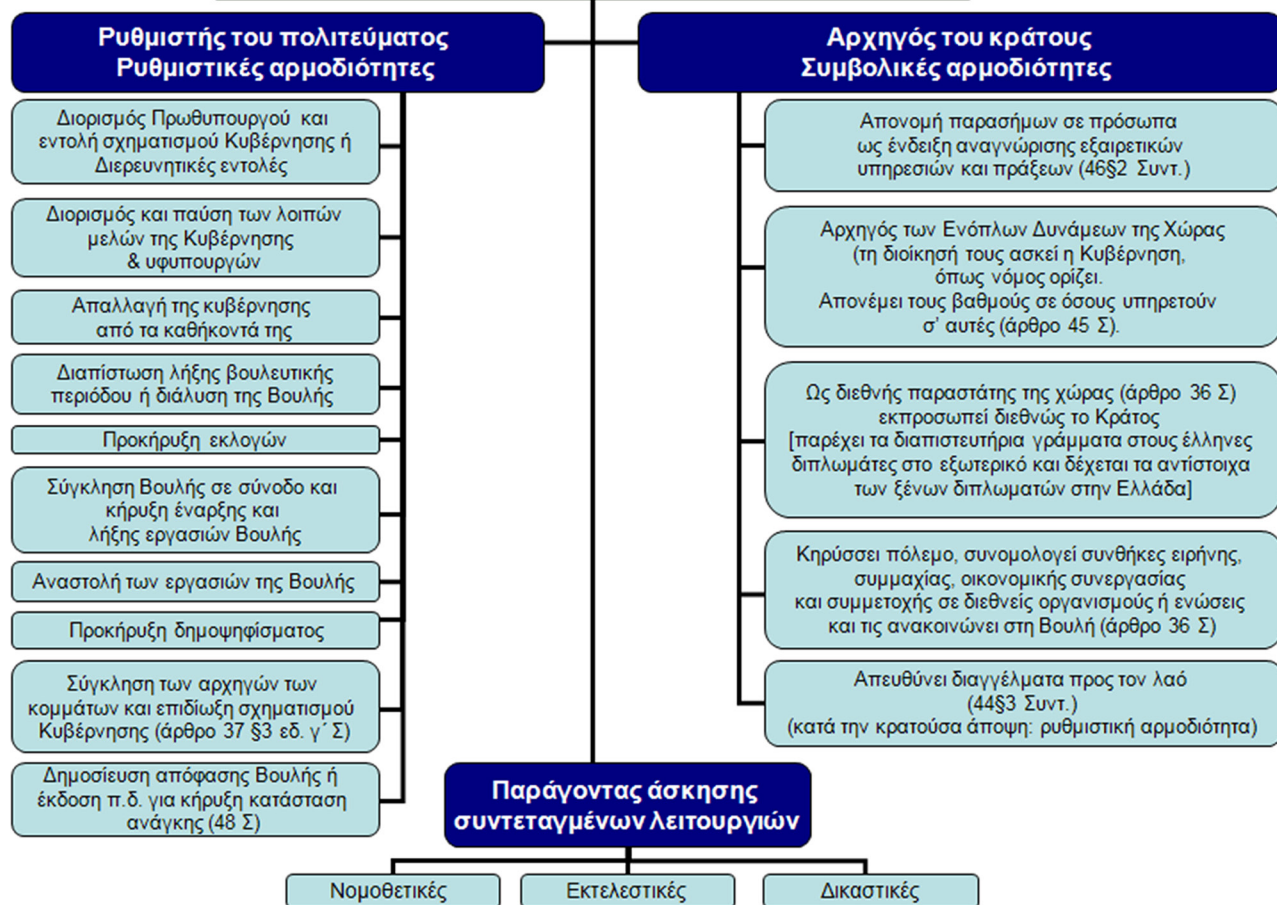 Ρυθμιστής του πολιτεύματος
Ρυθμιστικές αρμοδιότητες
Διορισμός Πρωθυπουργού και
εντολή σχηματισμού Κυβέρνησης ή
Διερευνητικές εντολές
Διορισμός και παύση των λοιπών
μελών της Κυβέρνησης
& υφυπουργών
Απαλλαγή της κυβέρνησης
από τα καθήκοντά της
Διαπίστωση λήξης βουλευτικής
περιόδου ή διάλυση της Βουλής
Προκήρυξη εκλογών
Σύγκληση Βουλής σε σύνοδο και
κήρυξη έναρξης και
λήξης εργασιών Βουλής
Αναστολή των εργασιών της Βουλής
Προκήρυξη δημοψηφίσματος
Σύγκληση των αρχηγών των
κομμάτων και επιδίωξη σχηματισμού
Κυβέρνησης (άρθρο 37 §3 εδ. γ΄ Σ)
Δημοσίευση απόφασης Βουλής ή
έκδοση π.δ. για κήρυξη κατάσταση
ανάγκης (48 Σ)
Αρχηγός του κράτους
Συμβολικές αρμοδιότητες
Απονομή παρασήμων σε πρόσωπα
ως ένδειξη αναγνώρισης εξαιρετικών
υπηρεσιών και πράξεων (46§2 Συντ.)
Αρχηγός των Ενόπλων Δυνάμεων της Χώρας
(τη διοίκησή τους ασκεί η Κυβέρνηση,
όπως νόμος ορίζει.
Απονέμει τους βαθμούς σε όσους υπηρετούν
σ' αυτές (άρθρο 45 Σ).
Ως διεθνής παραστάτης της χώρας (άρθρο 36 Σ)
εκπροσωπεί διεθνώς το Κράτος
[παρέχει τα διαπιστευτήρια γράμματα στους έλληνες
διπλωμάτες στο εξωτερικό και δέχεται τα αντίστοιχα
των ξένων διπλωματών στην Ελλάδα]
Κηρύσσει πόλεμο, συνομολογεί συνθήκες ειρήνης,
συμμαχίας, οικονομικής συνεργασίας
και συμμετοχής σε διεθνείς οργανισμούς ή ενώσεις
και τις ανακοινώνει στη Βουλή (άρθρο 36 Σ)
Απευθύνει διαγγέλματα προς τον λαό
(44§3 Συντ.)
(κατά την κρατούσα άποψη: ρυθμιστική αρμοδιότητα)
Παράγοντας άσκησης
συντεταγμένων λειτουργιών
Νομοθετικές
Εκτελεστικές
Δικαστικές